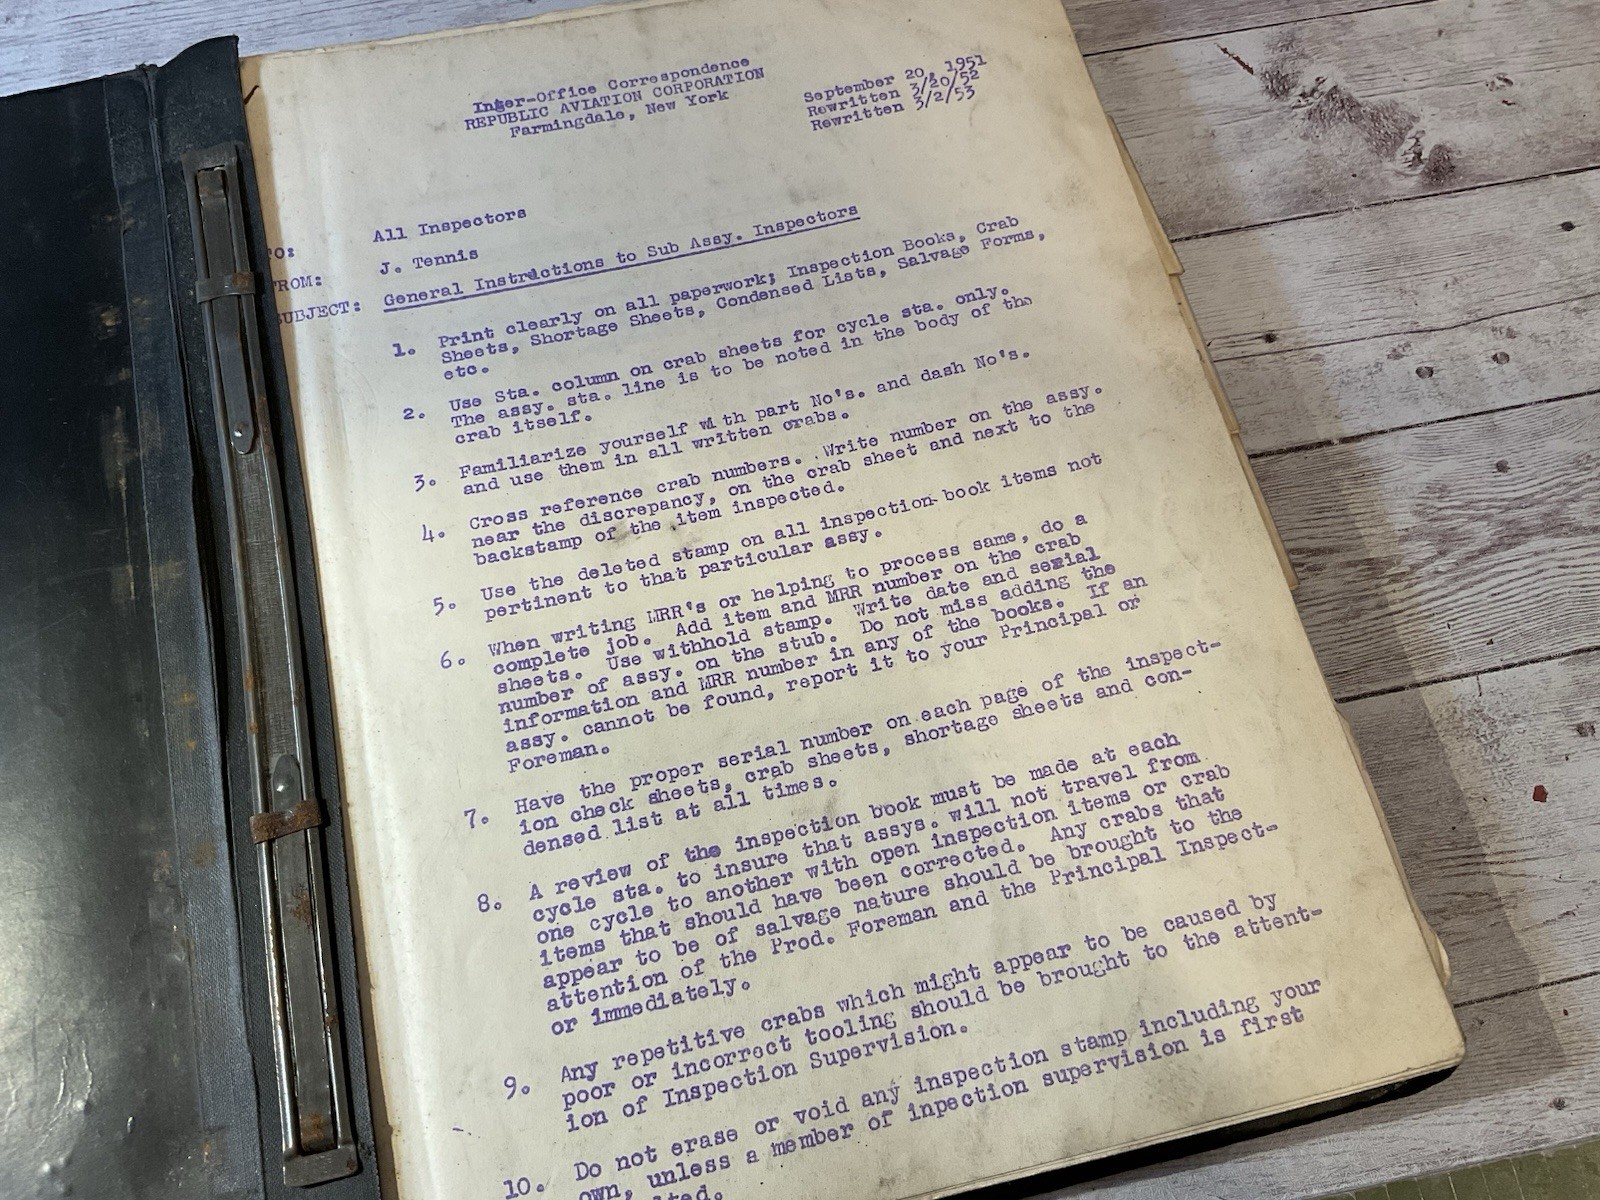 Inter-Office Correspondence
REPUBLIC AVIATION CORPORATION
Farmingdale, New York
September 20, 1951
Rewritten 3/20/52
Rewritten 3/2/53
TO: All Inspectors
FROM: J. Tennis
SUBJECT: General Instructions to Sub Assy. Inspectors
1. Print clearly on all paperwork; Inspection Books, Crab
Sheets, Shortage Sheets, Condensed Lists, Salvage Forms,
etc.
2. Use Sta. column on crab sheets for cycle sta. only.
The assy. sta. line is to be noted in the body of the
crab itself.
3. Familiarize yourself with part No's. and dash No's.
and use them in all written crabs.
4. Cross reference crab numbers. Write number on the assy.
near the discrepancy, on the crab sheet and next to the
backstamp of the item inspected.
5. Use the deleted stamp on all inspection-book items not
pertinent to that particular assy.
6. When writing MRR's or helping to process same, do a
complete job. Add item and MRR number on the crab
sheets. Use withhold stamp. Write date and serial
number of assy. on the stub. Do not miss adding the
information and MRR number in any of the books. If an
assy. cannot be found, report it to your Principal or
Foreman.
7. Have the proper serial number on each page of the inspect-
ion check sheets, crab sheets, shortage sheets and con-
densed list at all times.
8. A review of the inspection book must be made at each
cycle sta. to insure that assys. will not travel from
one cycle to another with open inspection items or crab
items that should have been corrected. Any crabs that
appear to be of salvage nature should be brought to the
attention of the Prod. Foreman and the Principal Inspect-
or immediately.
9. Any repetitive crabs which might appear to be caused by
poor or incorrect tooling should be brought to the attent-
ion of Inspection Supervision.
10. Do not erase or void any inspection stamp including your
own, unless a member of inpection supervision is first